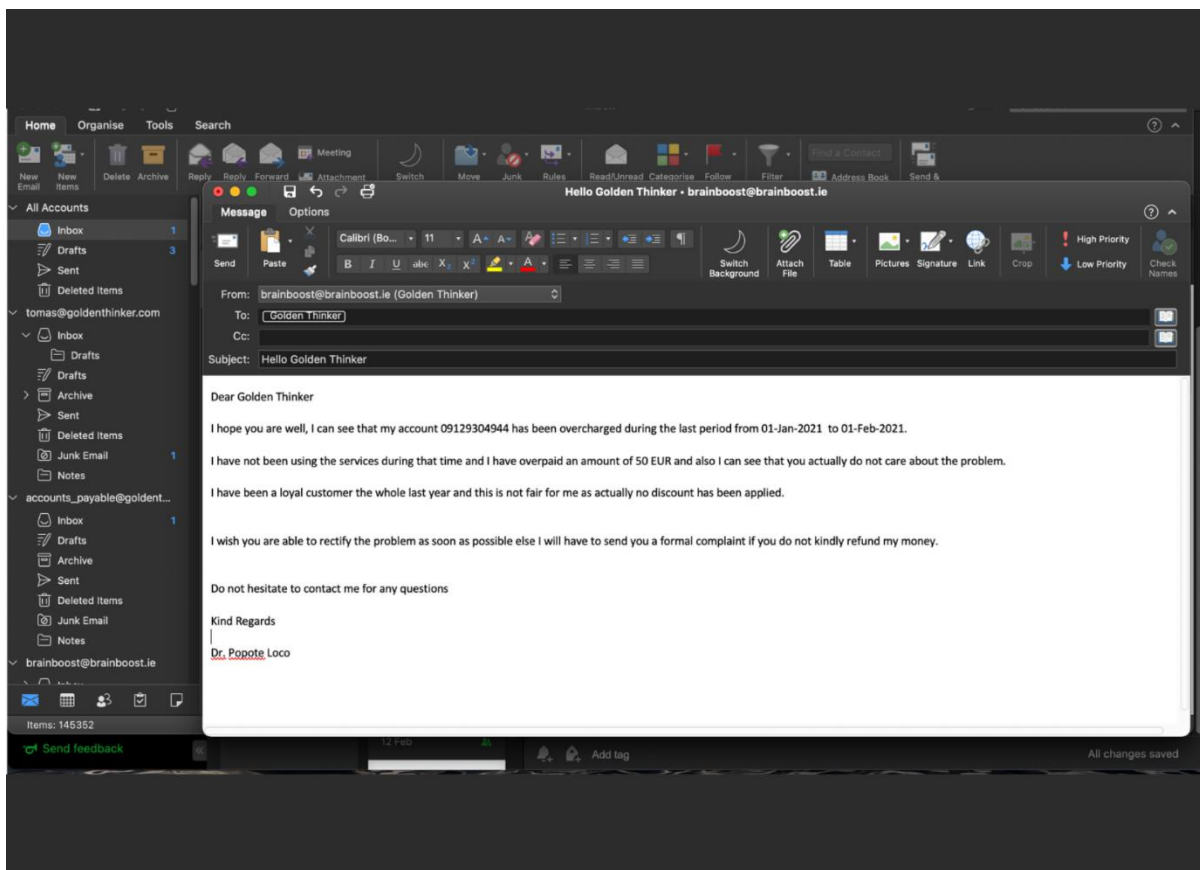 Home Organise Tools Search
New Email
New Items
Delete Archive
Reply Reply Forward
Meeting
Attachment
Switch
Move Junk Rules
Read/Unread Categorise Follow
Filter
Find a Contact
Address Book
Send &
Hello Golden Thinker • brainboost@brainboost.ie
Message Options
Send
Paste
Calibri (Bo... 11
B I U abc X₂ X²
Switch Background
Attach File
Table
Pictures Signature Link
Crop
High Priority
Low Priority
Check Names
From: brainboost@brainboost.ie (Golden Thinker)
To: Golden Thinker
Cc:
Subject: Hello Golden Thinker
Dear Golden Thinker
I hope you are well, I can see that my account 09129304944 has been overcharged during the last period from 01-Jan-2021 to 01-Feb-2021.
I have not been using the services during that time and I have overpaid an amount of 50 EUR and also I can see that you actually do not care about the problem.
I have been a loyal customer the whole last year and this is not fair for me as actually no discount has been applied.
I wish you are able to rectify the problem as soon as possible else I will have to send you a formal complaint if you do not kindly refund my money.
Do not hesitate to contact me for any questions
Kind Regards
Dr. Popote Loco
All Accounts
Inbox 1
Drafts 3
Sent
Deleted Items
tomas@goldenthinker.com
Inbox
Drafts
Drafts
Archive
Sent
Deleted Items
Junk Email 1
Notes
accounts_payable@goldent...
Inbox 1
Drafts
Archive
Sent
Deleted Items
Junk Email
Notes
brainboost@brainboost.ie
Items: 145352
Send feedback
12 Feb
Add tag
All changes saved